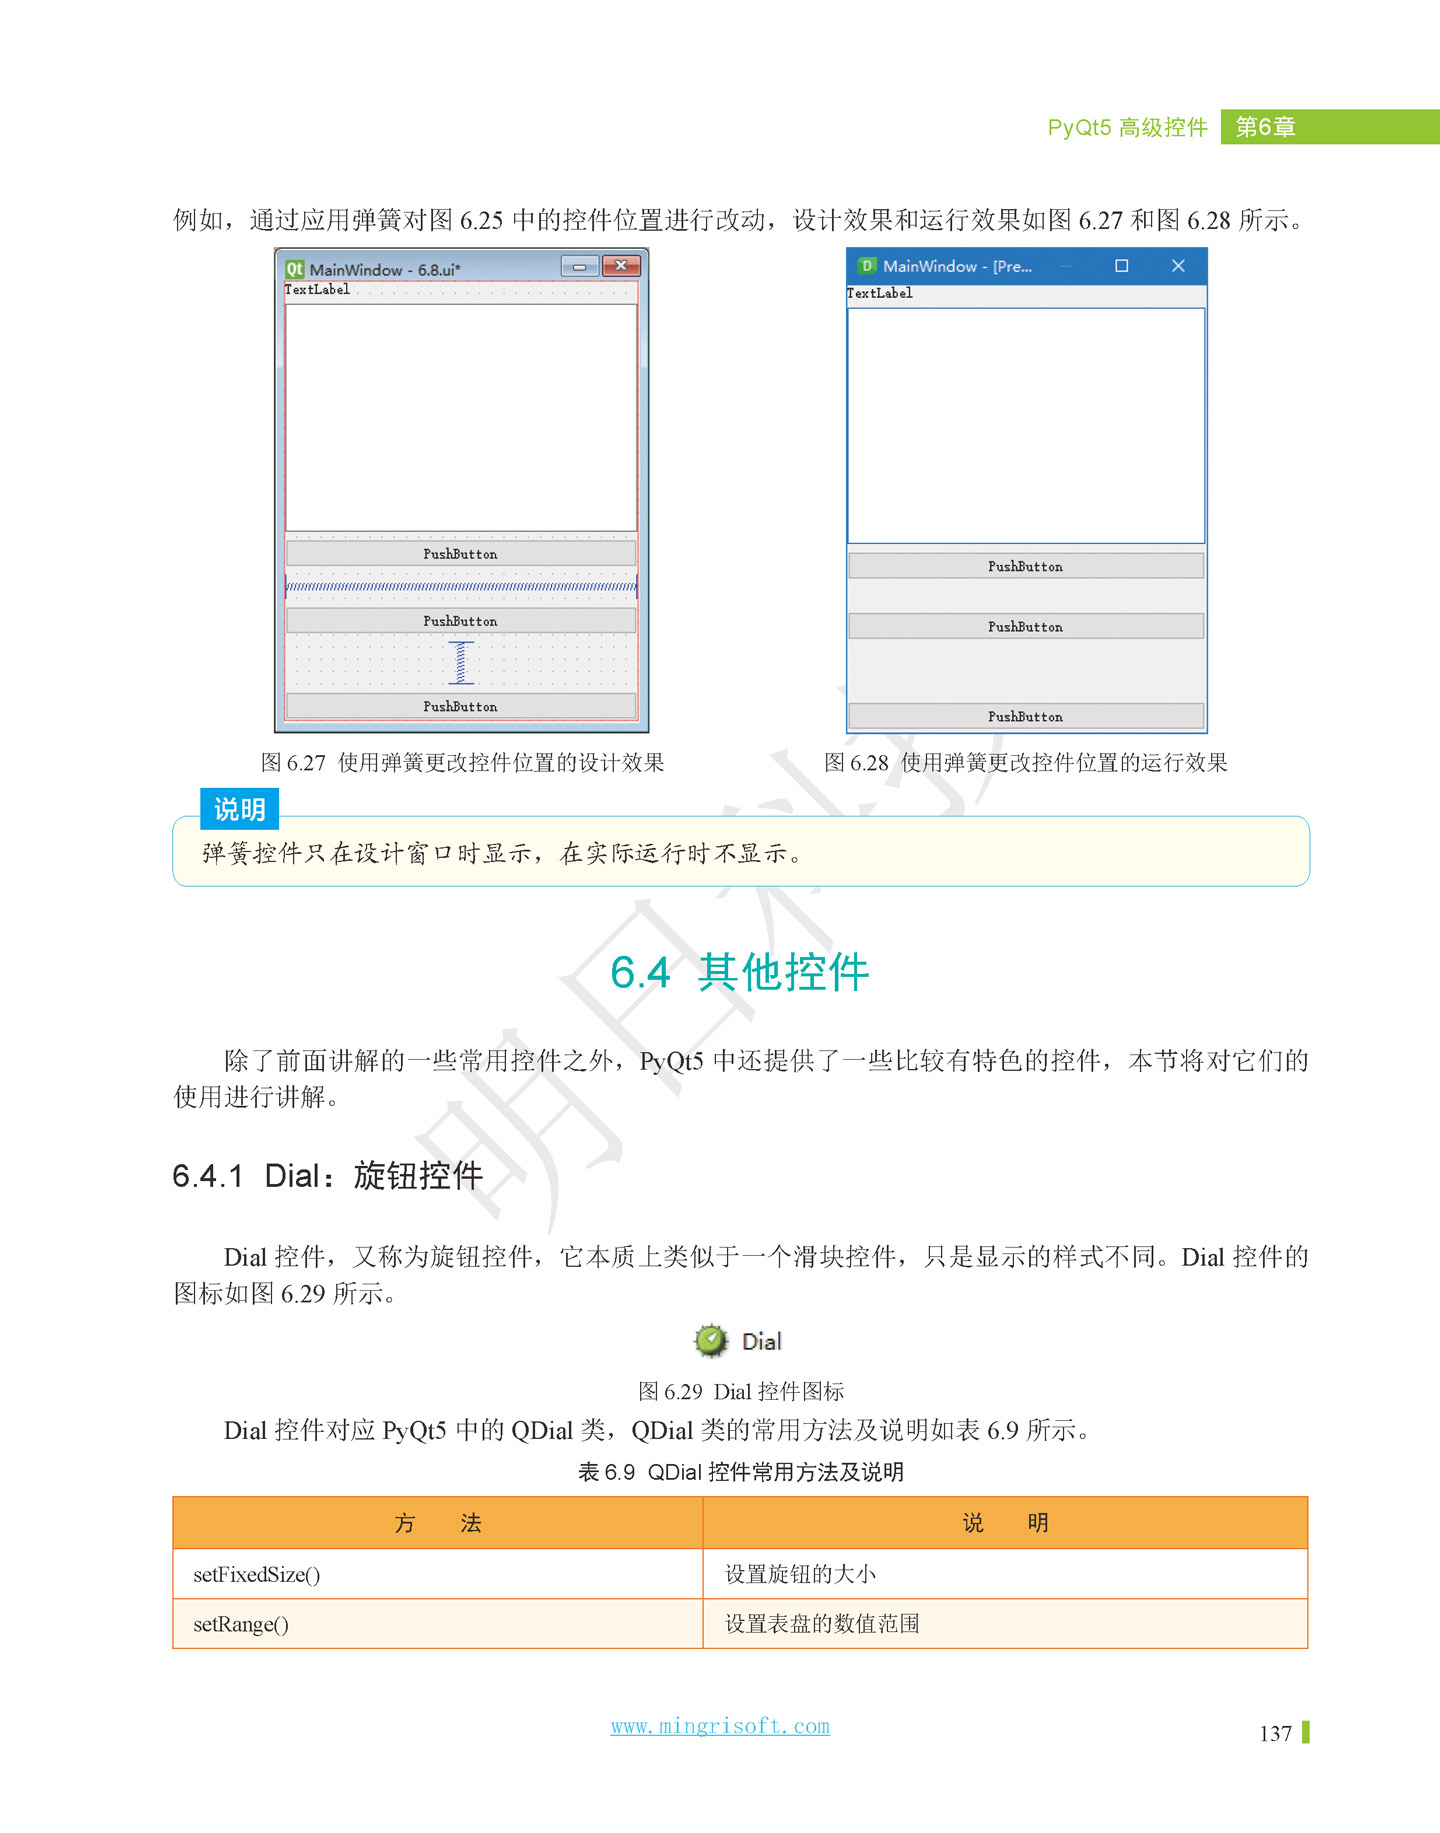 PyQt5 高级控件 第6章
例如，通过应用弹簧对图 6.25 中的控件位置进行改动，设计效果和运行效果如图 6.27 和图 6.28 所示。
MainWindow - 6.8.ui*
TextLabel
PushButton
PushButton
PushButton
MainWindow - [Pre...
TextLabel
PushButton
PushButton
PushButton
图 6.27 使用弹簧更改控件位置的设计效果
图 6.28 使用弹簧更改控件位置的运行效果
说明
弹簧控件只在设计窗口时显示，在实际运行时不显示。
6.4 其他控件
除了前面讲解的一些常用控件之外，PyQt5 中还提供了一些比较有特色的控件，本节将对它们的
使用进行讲解。
6.4.1 Dial：旋钮控件
Dial 控件，又称为旋钮控件，它本质上类似于一个滑块控件，只是显示的样式不同。Dial 控件的
图标如图 6.29 所示。
Dial
图 6.29 Dial 控件图标
Dial 控件对应 PyQt5 中的 QDial 类，QDial 类的常用方法及说明如表 6.9 所示。
表 6.9 QDial 控件常用方法及说明
方 法 说 明
setFixedSize() 设置旋钮的大小
setRange() 设置表盘的数值范围
www.mingrisoft.com
137
明日科技